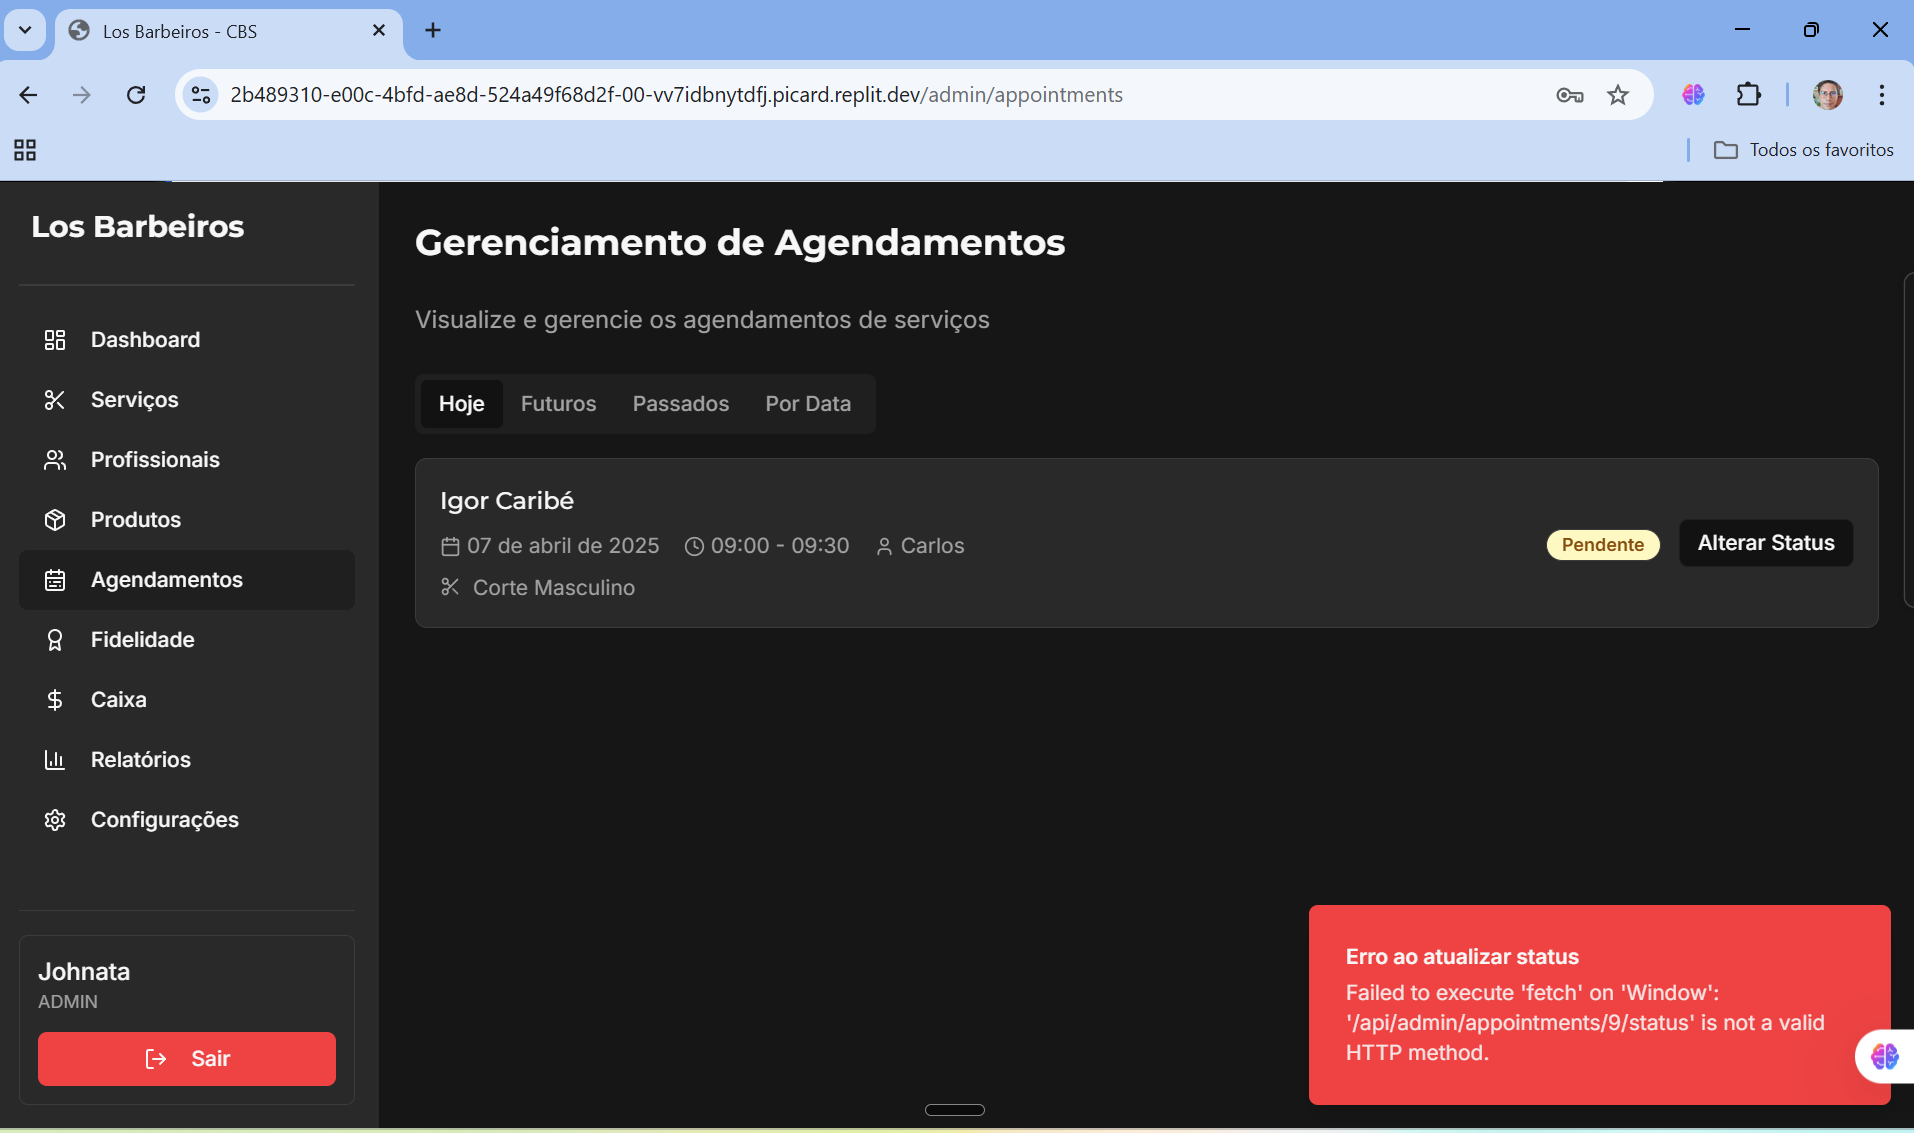 Los Barbeiros - CBS
2b489310-e00c-4bfd-ae8d-524a49f68d2f-00-vv7idbnytdfj.picard.replit.dev/admin/appointments
Todos os favoritos
Los Barbeiros
Dashboard
Serviços
Profissionais
Produtos
Agendamentos
Fidelidade
Caixa
Relatórios
Configurações
Johnata
ADMIN
Sair
Gerenciamento de Agendamentos
Visualize e gerencie os agendamentos de serviços
Hoje Futuros Passados Por Data
Igor Caribé
07 de abril de 2025 09:00 - 09:30 Carlos
Corte Masculino
Pendente Alterar Status
Erro ao atualizar status
Failed to execute 'fetch' on 'Window':
'/api/admin/appointments/9/status' is not a valid
HTTP method.